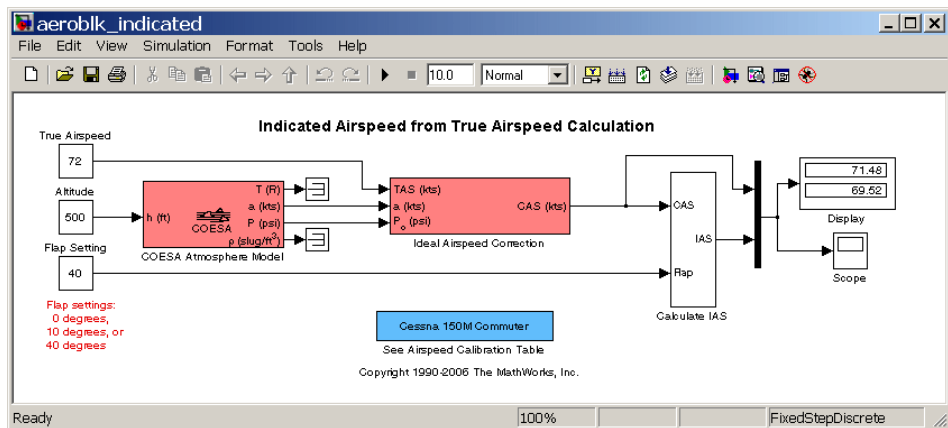 aeroblk_indicated
File Edit View Simulation Format Tools Help
10.0 Normal
Indicated Airspeed from True Airspeed Calculation
True Airspeed
72
Altitude
500
Flap Setting
40
Flap settings:
0 degrees,
10 degrees, or
40 degrees
h (ft)
COESA
T (R)
a (kts)
P (psi)
ρ (slug/ft³)
COESA Atmosphere Model
TAS (kts)
a (kts)
P₀ (psi)
CAS (kts)
Ideal Airspeed Correction
CAS
IAS
Flap
Calculate IAS
71.48
69.52
Display
Scope
Cessna 150M Commuter
See Airspeed Calibration Table
Copyright 1990-2006 The MathWorks, Inc.
Ready 100% FixedStepDiscrete